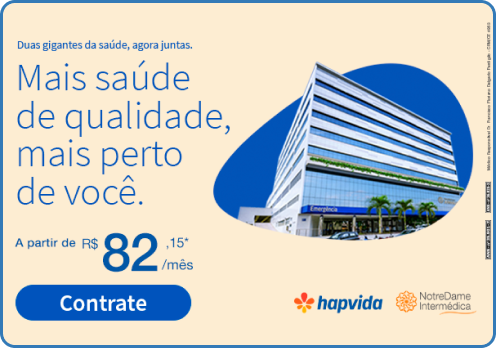 Duas gigantes da saúde, agora juntas.
Mais saúde
de qualidade,
mais perto
de você.
A partir de R$ 82 ,15*
/mês
Contrate
Emergência
hapvida
NotreDame
Intermédica